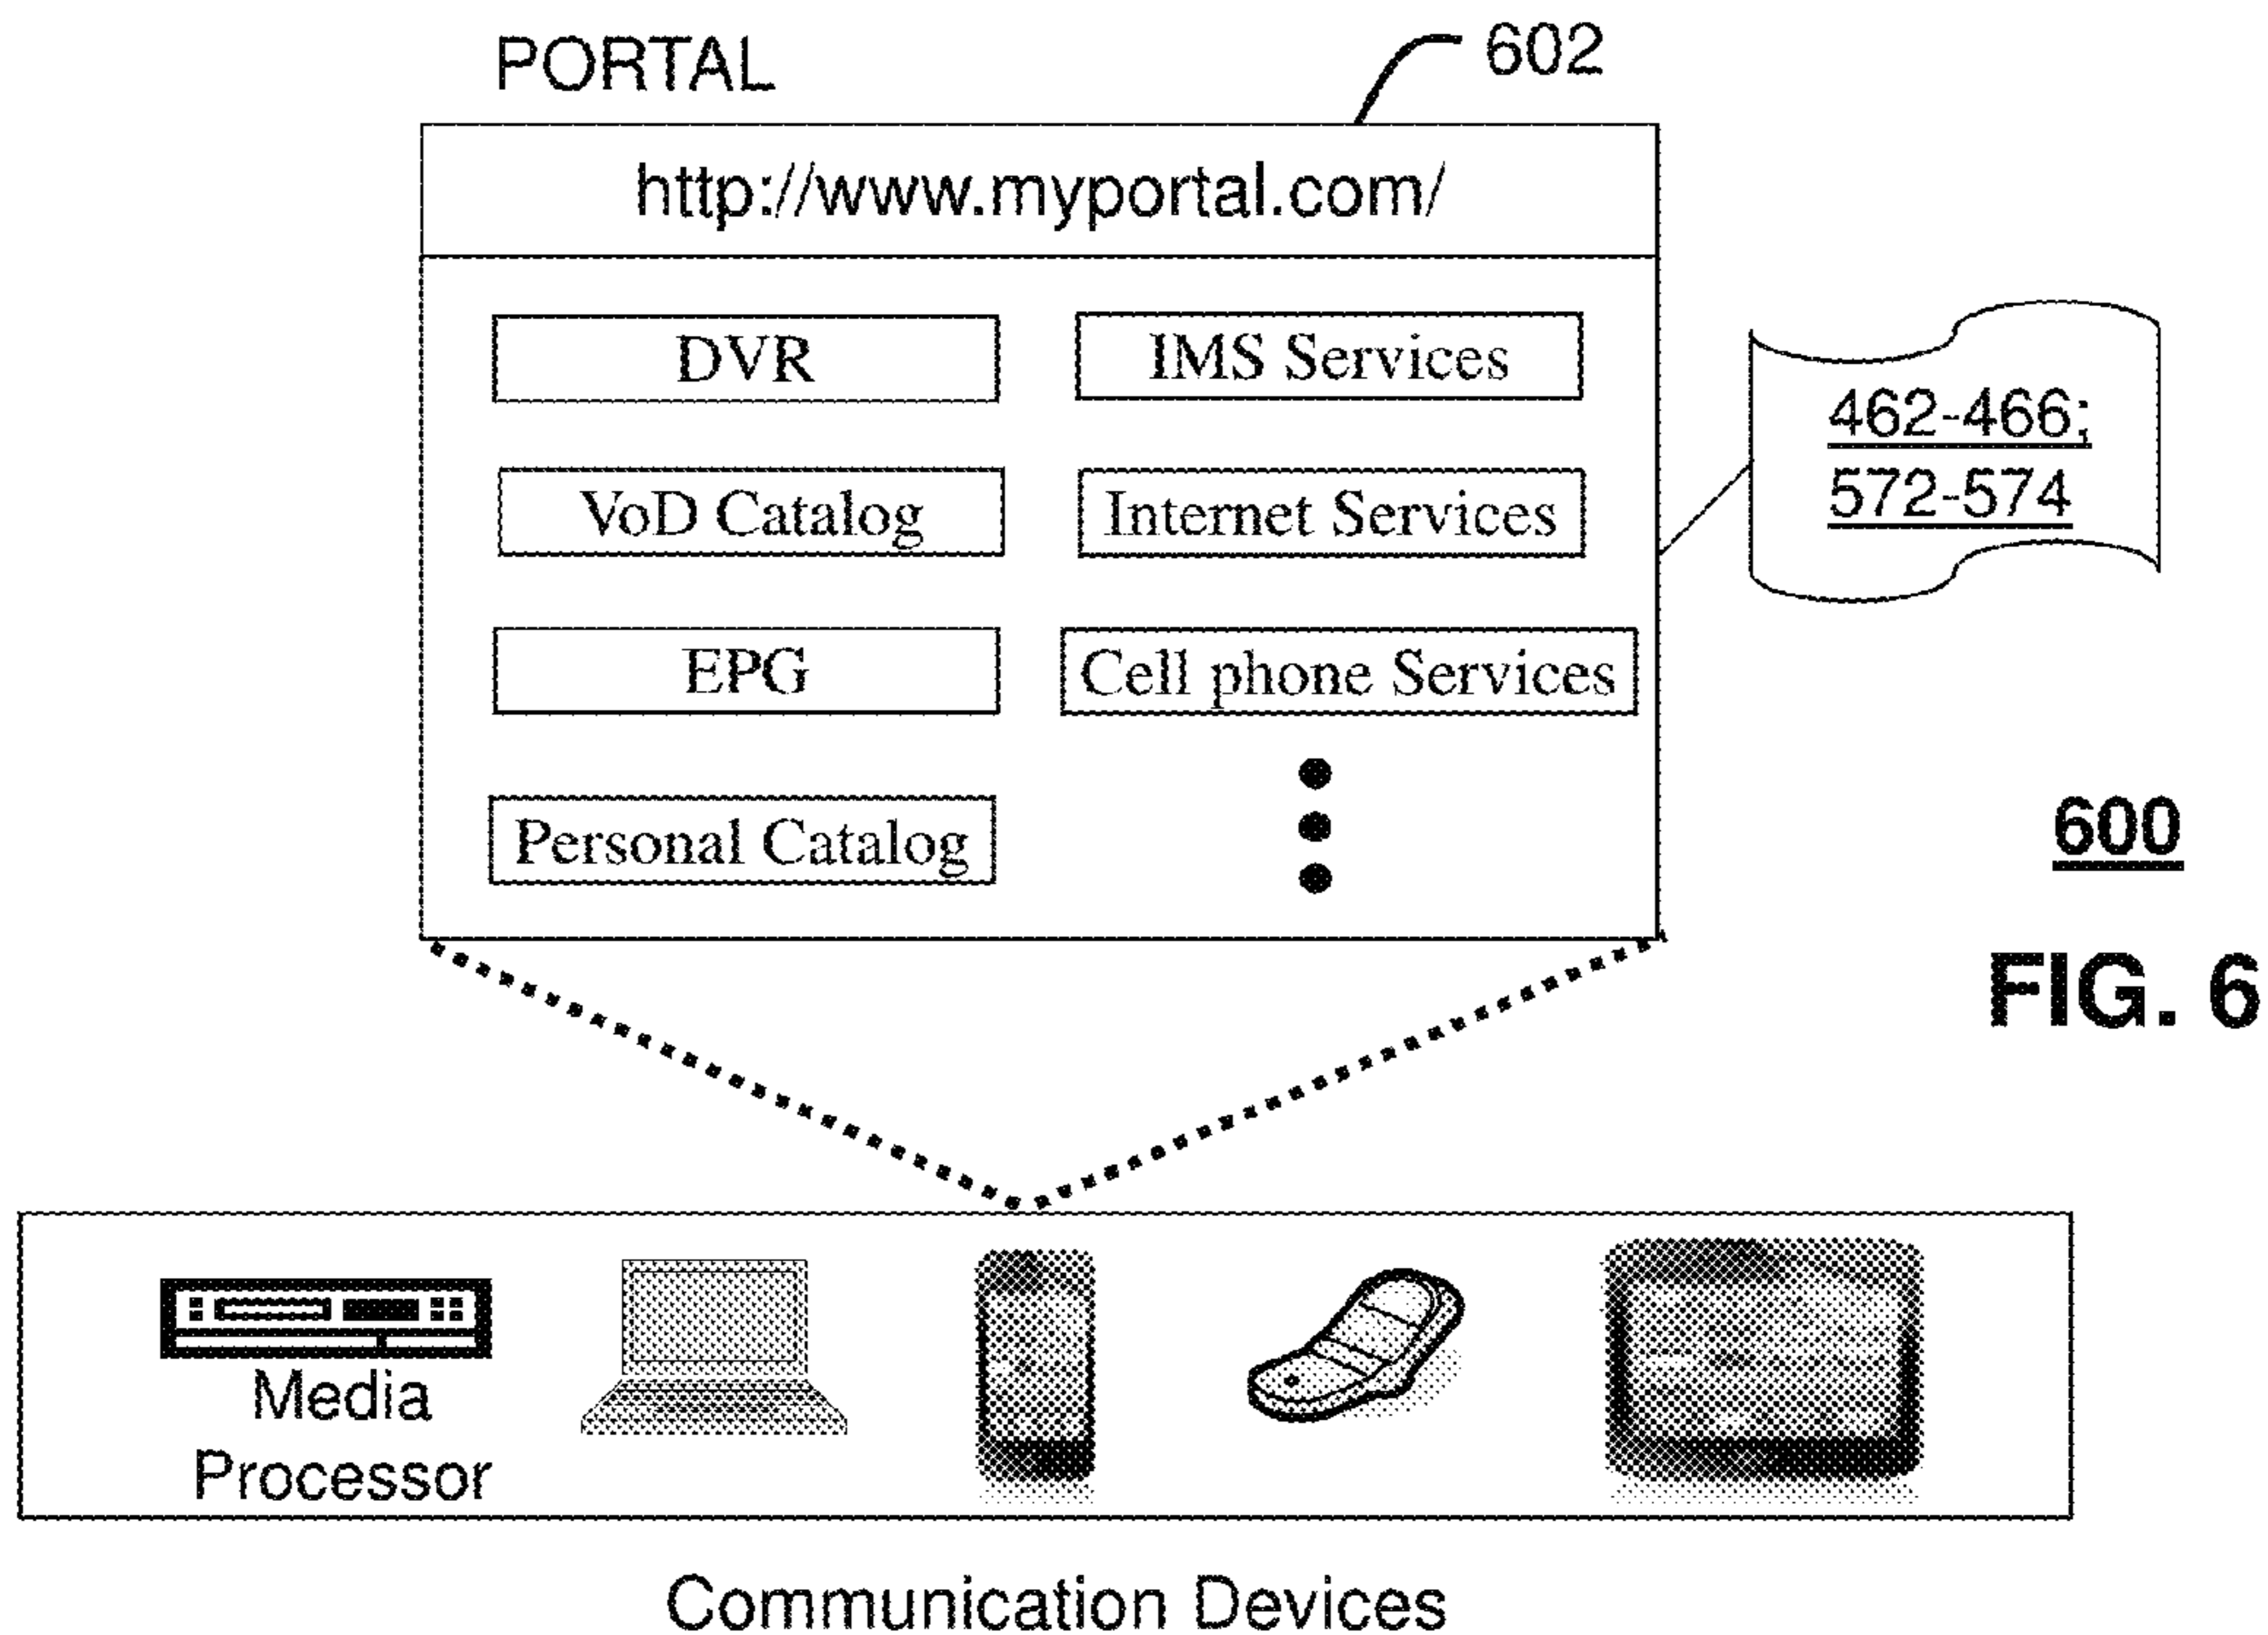 PORTAL
602
http://www.myportal.com/
DVR
IMS Services
VoD Catalog
Internet Services
EPG
Cell phone Services
Personal Catalog
462-466;
572-574
600
FIG. 6
Media
Processor
Communication Devices